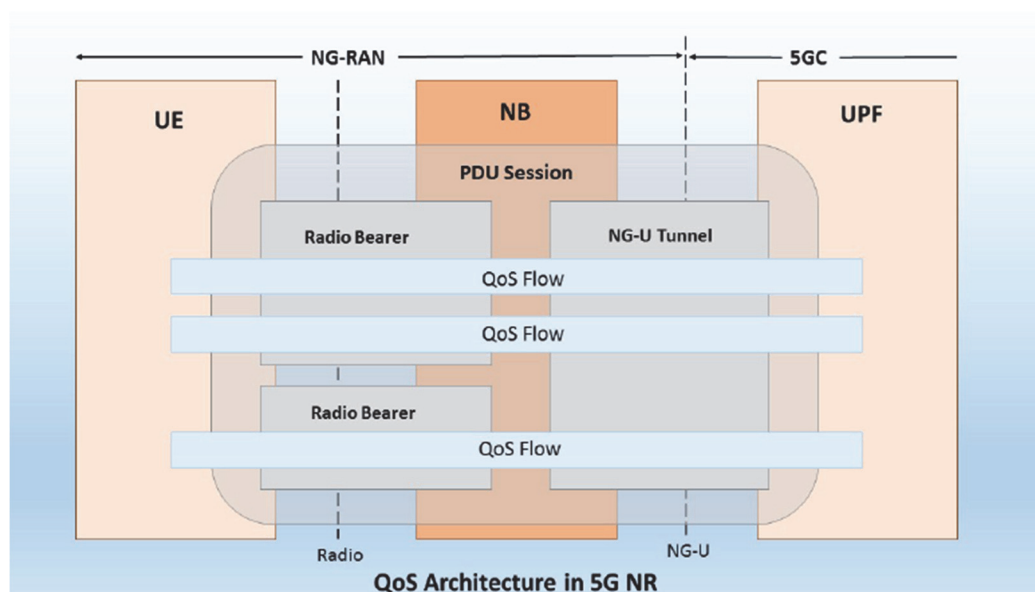 NG-RAN
5GC
UE
NB
UPF
PDU Session
Radio Bearer
NG-U Tunnel
QoS Flow
QoS Flow
Radio Bearer
QoS Flow
Radio
NG-U
QoS Architecture in 5G NR